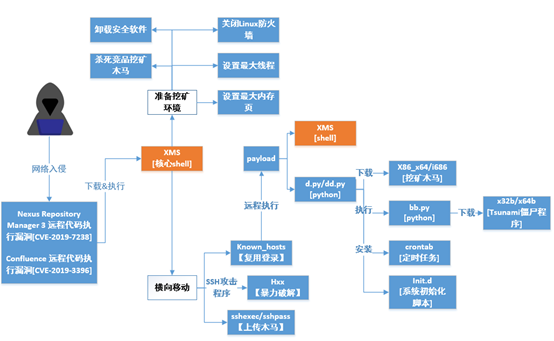 卸载安全软件
关闭Linux防火
墙
杀死竞品挖矿
木马
设置最大线程
准备挖矿
环境
设置最大内存
页
网络入侵
XMS
[核心shell]
下载&执行
XMS
[shell]
payload
d.py/dd.py
[python]
下载
X86_x64/i686
[挖矿木马]
执行
bb.py
[python]
下载
x32b/x64b
[Tsunami僵尸程
序]
安装
crontab
[定时任务]
Init.d
[系统初始化
脚本]
远程执行
Nexus Repository
Manager 3 远程代码执
行漏洞[CVE-2019-7238]
Confluence 远程代码执
行漏洞[CVE-2019-3396]
横向移动
SSH攻击
程序
Known_hosts
【复用登录】
Hxx
【暴力破解】
sshexec/sshpass
【上传木马】